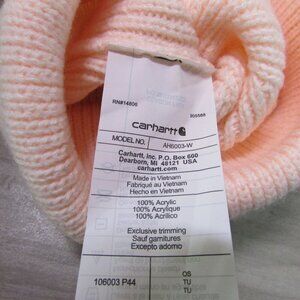 RN#14806
carhartt
MODEL NO.
AH6003-W
Carhartt, Inc. P.O. Box 600
Dearborn, MI 48121 USA
carhartt.com
Made in Vietnam
Fabriqué au Vietnam
Hecho en Vietnam
100% Acrylic
100% Acrylique
100% Acrílico
Exclusive trimming
Sauf garnitures
Excepto adorno
106003 P44
OS
TU
TU